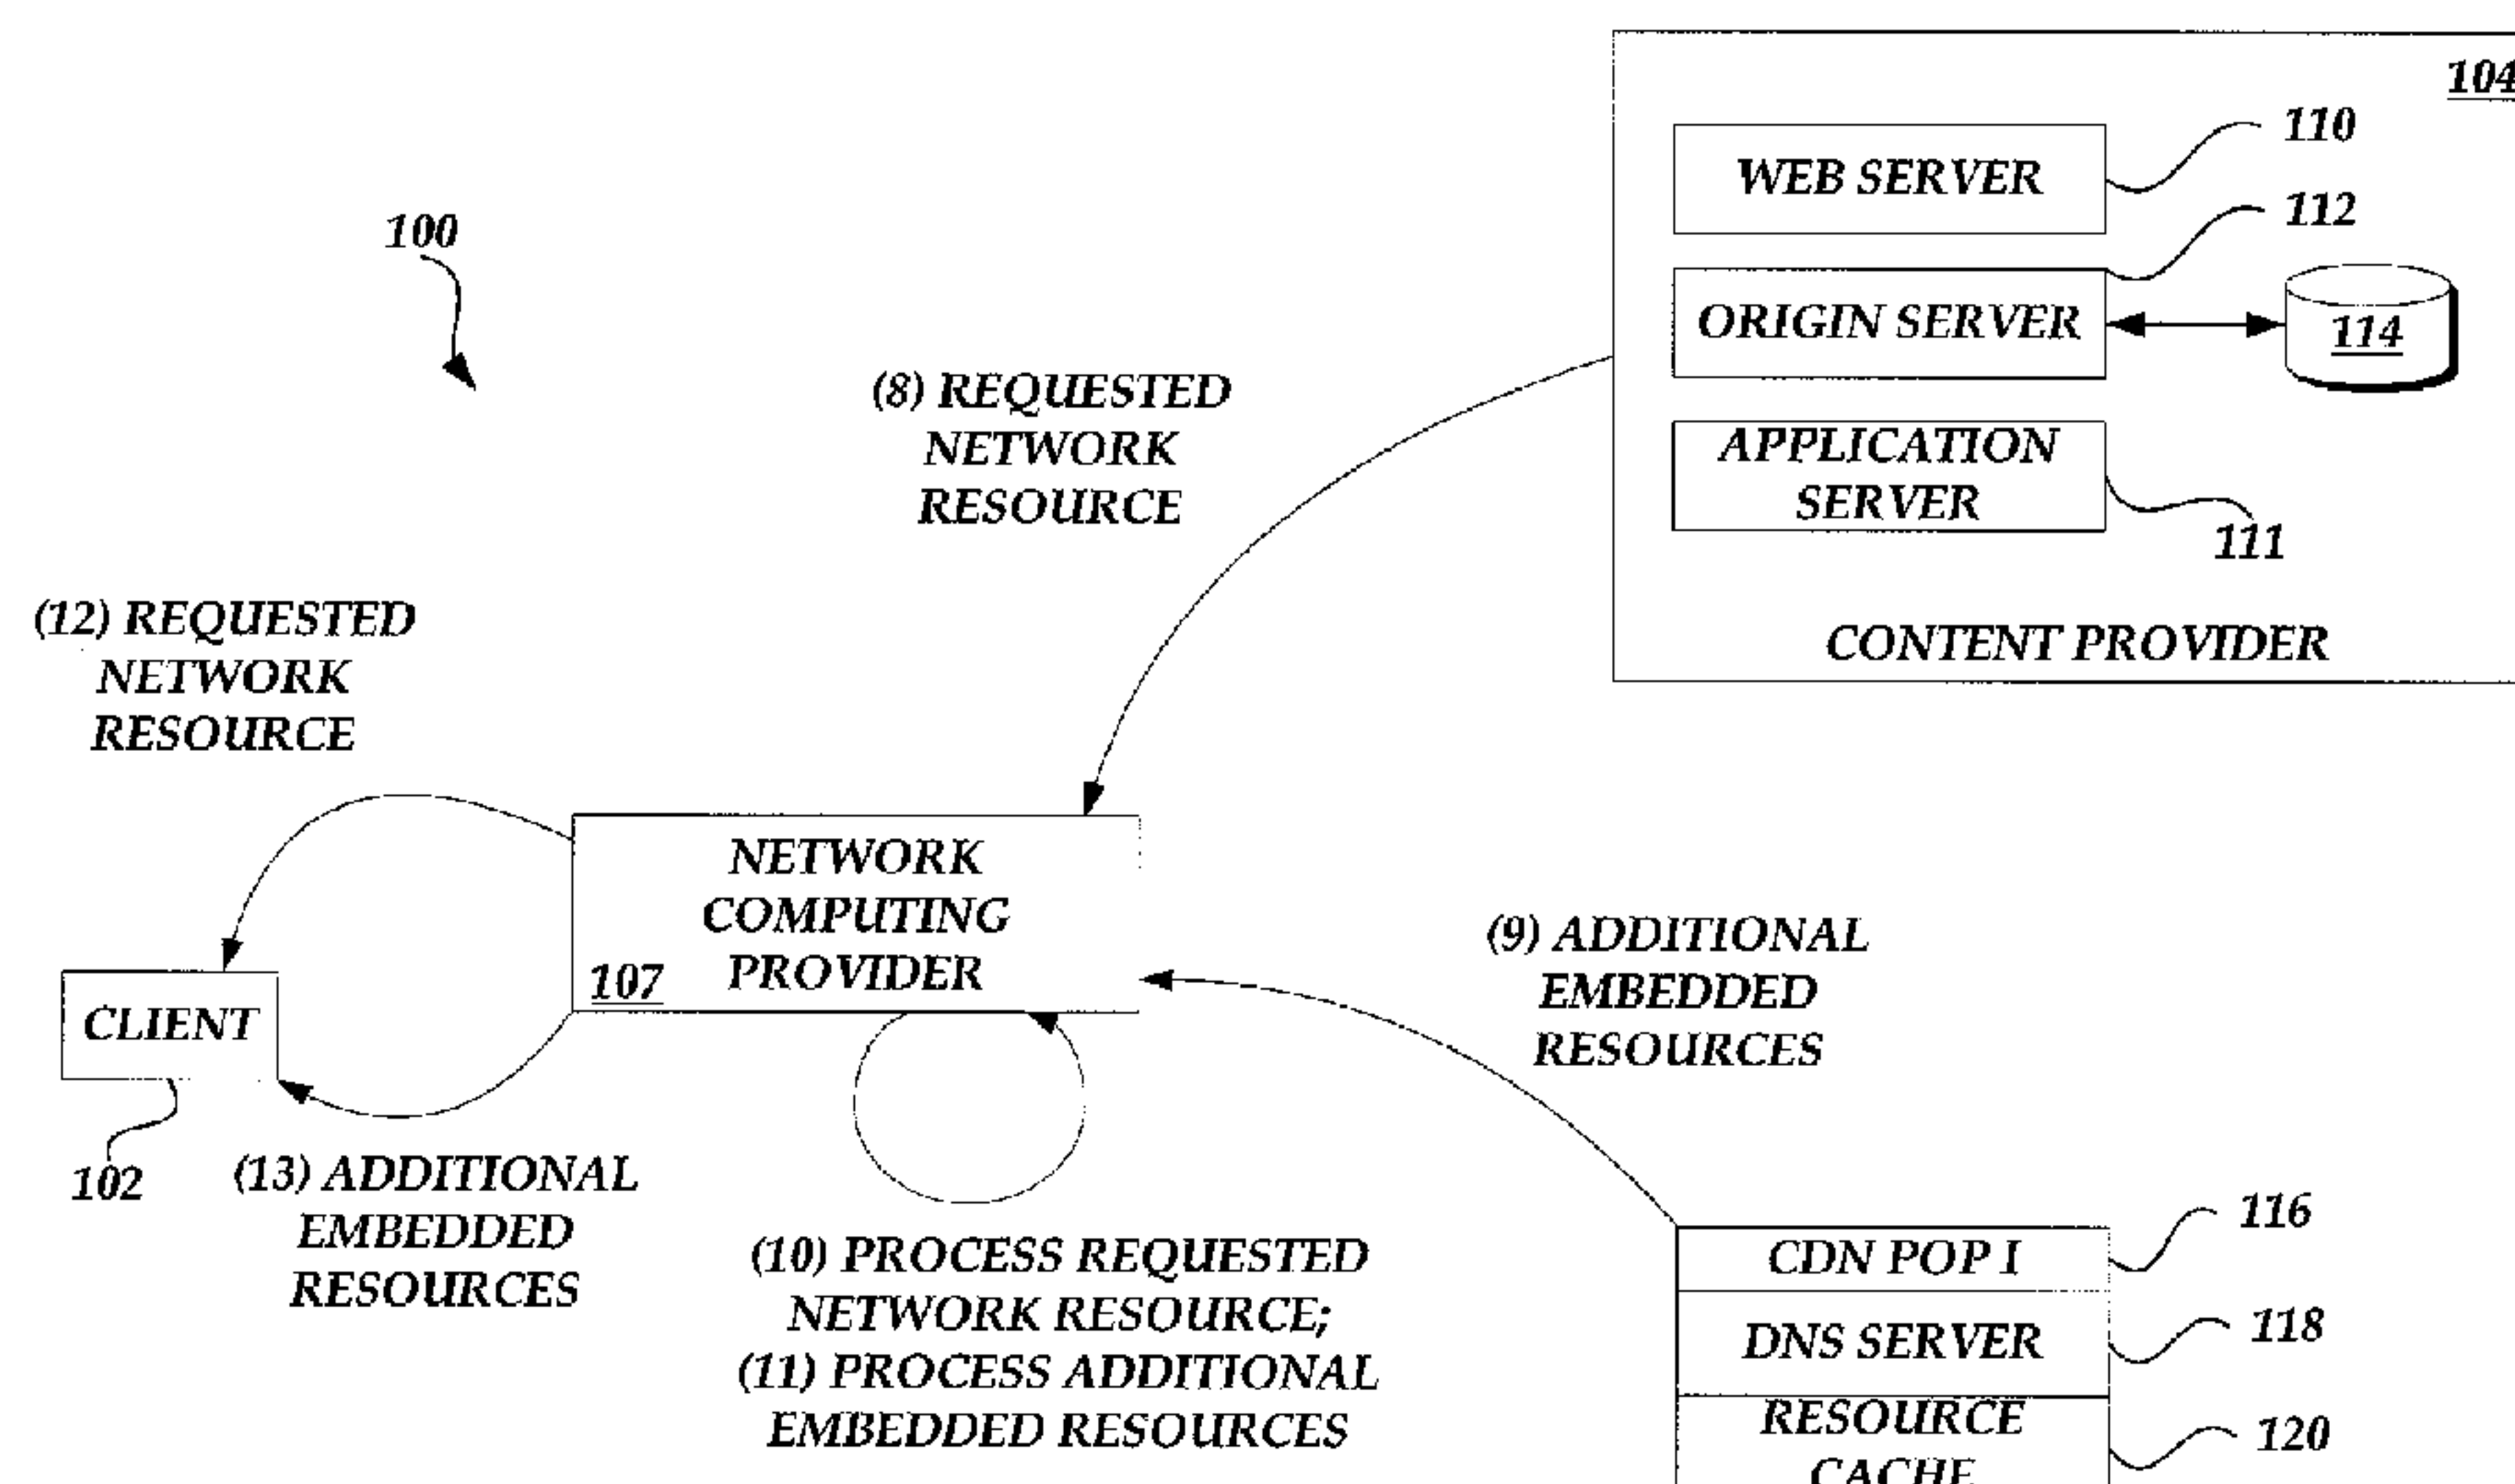 104
110
WEB SERVER
112
100
ORIGIN SERVER
114
(8) REQUESTED
NETWORK
RESOURCE
APPLICATION
SERVER
111
(12) REQUESTED
NETWORK
RESOURCE
CONTENT PROVIDER
NETWORK
COMPUTING
PROVIDER
107
(9) ADDITIONAL
EMBEDDED
RESOURCES
CLIENT
102
(13) ADDITIONAL
EMBEDDED
RESOURCES
(10) PROCESS REQUESTED
NETWORK RESOURCE;
(11) PROCESS ADDITIONAL
EMBEDDED RESOURCES
CDN POP I
116
DNS SERVER
118
RESOURCE
CACHE
120